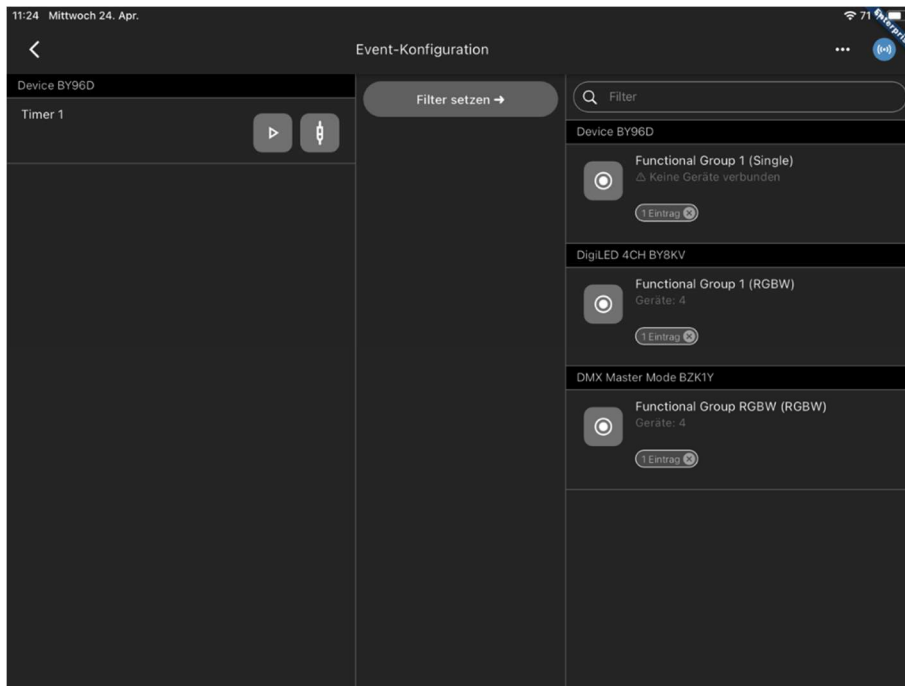 11:24 Mittwoch 24. Apr.
71
Enterpris
Event-Konfiguration
Device BY96D
Timer 1
Filter setzen →
Filter
Device BY96D
Functional Group 1 (Single)
Keine Geräte verbunden
1 Eintrag
DigiLED 4CH BY8KV
Functional Group 1 (RGBW)
Geräte: 4
1 Eintrag
DMX Master Mode BZK1Y
Functional Group RGBW (RGBW)
Geräte: 4
1 Eintrag